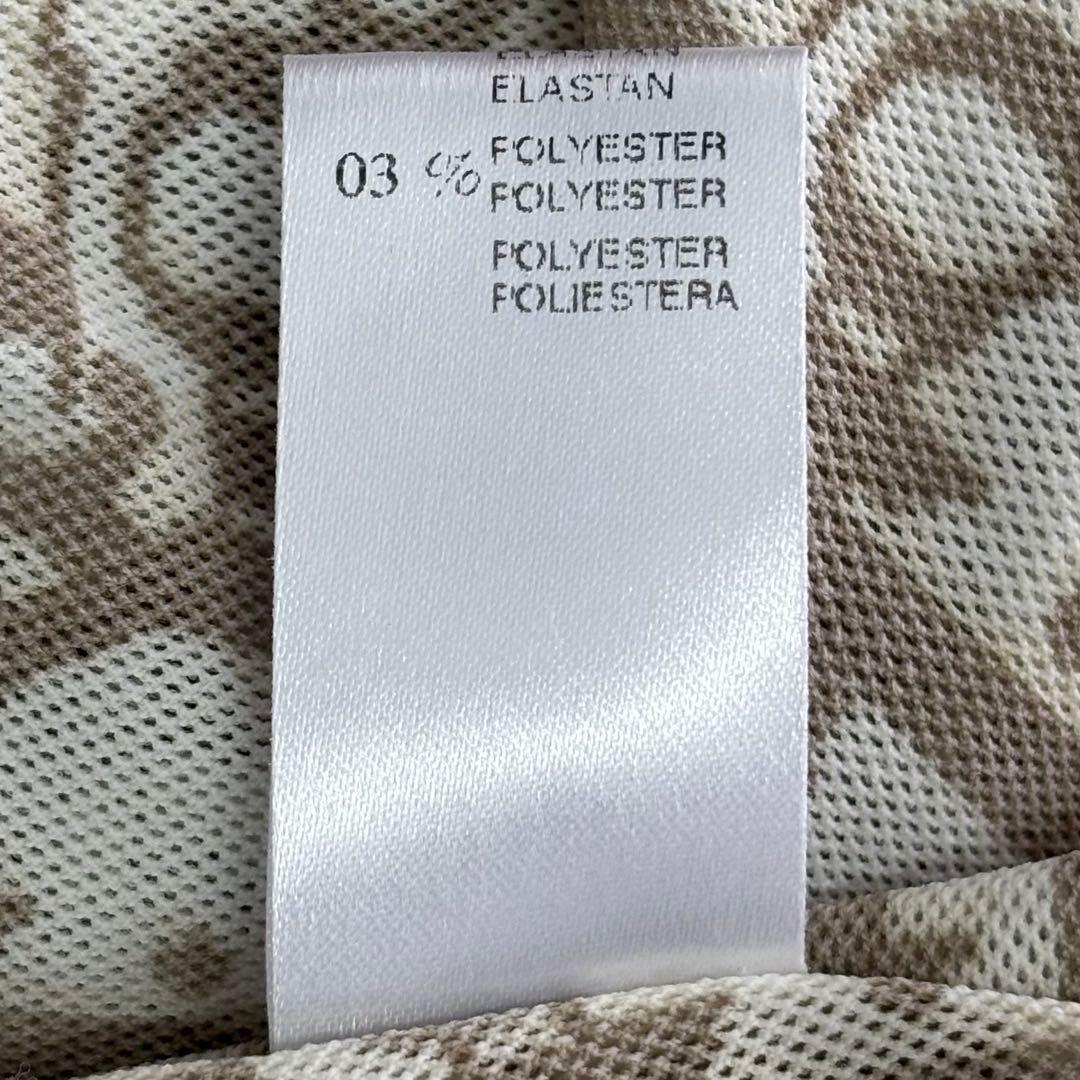 ELASTAN
03 % POLYESTER
POLYESTER
POLYESTER
POLIESTERA